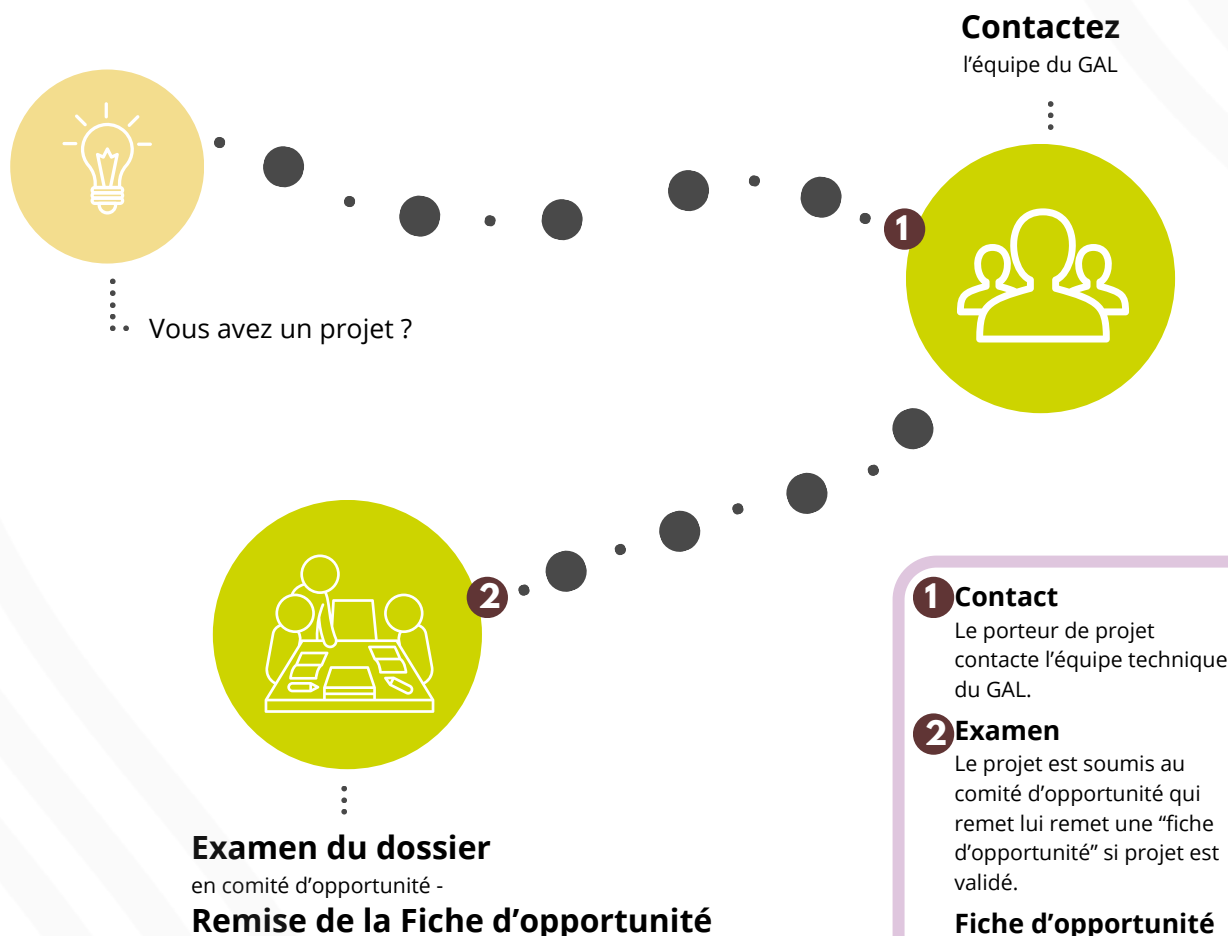 Contactez
l’équipe du GAL
1
Vous avez un projet ?
2
Examen du dossier
en comité d’opportunité -
Remise de la Fiche d’opportunité
1 Contact
Le porteur de projet
contacte l’équipe technique
du GAL.
2 Examen
Le projet est soumis au
comité d’opportunité qui
remet lui remet une “fiche
d’opportunité” si projet est
validé.
Fiche d’opportunité